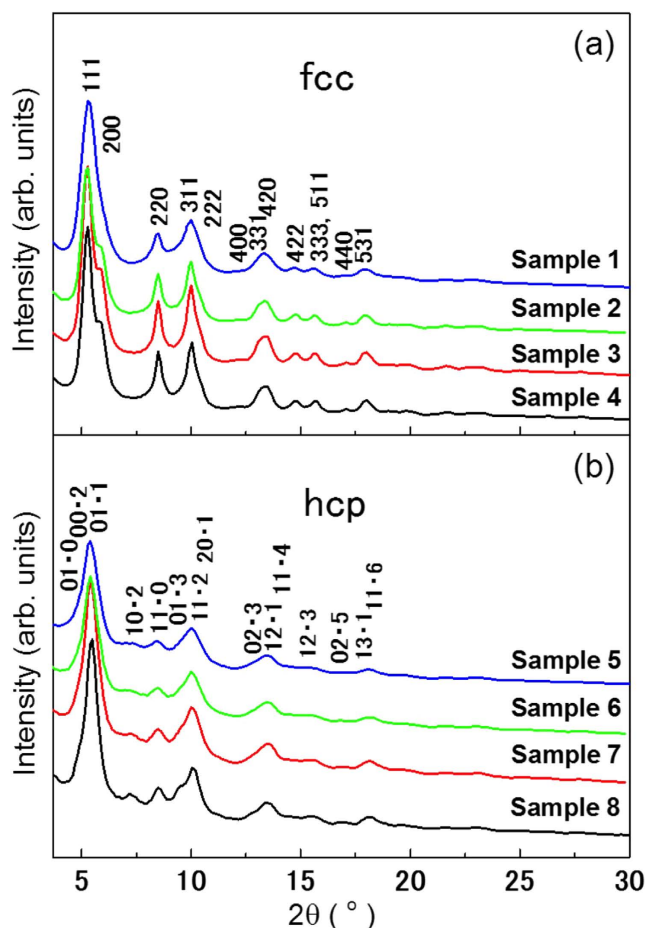 (a)
fcc
111
200
220
311
222
400
331
420
422
333, 511
440
531
Sample 1
Sample 2
Sample 3
Sample 4
Intensity (arb. units)
(b)
hcp
01·0
00·2
01·1
10·2
11·0
01·3
11·2
20·1
02·3
12·1
11·4
12·3
02·5
13·1
11·6
Sample 5
Sample 6
Sample 7
Sample 8
Intensity (arb. units)
5 10 15 20 25 30
2θ ( ° )